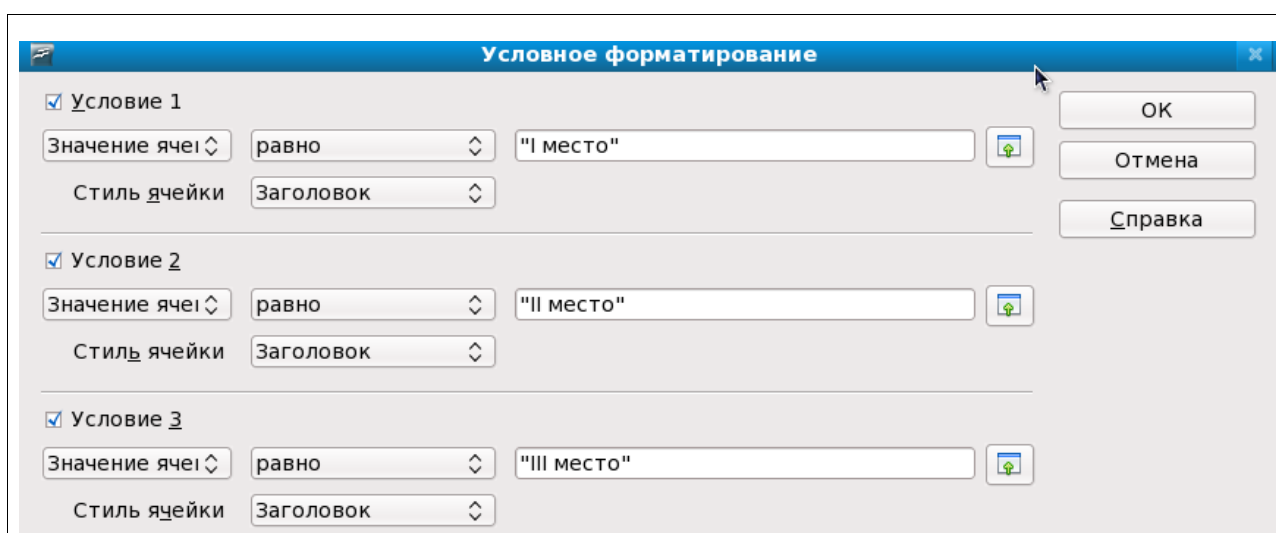 Условное форматирование
Условие 1
Значение ячеі равно "I место"
Стиль ячейки Заголовок
Условие 2
Значение ячеі равно "II место"
Стиль ячейки Заголовок
Условие 3
Значение ячеі равно "III место"
Стиль ячейки Заголовок
ОК
Отмена
Справка